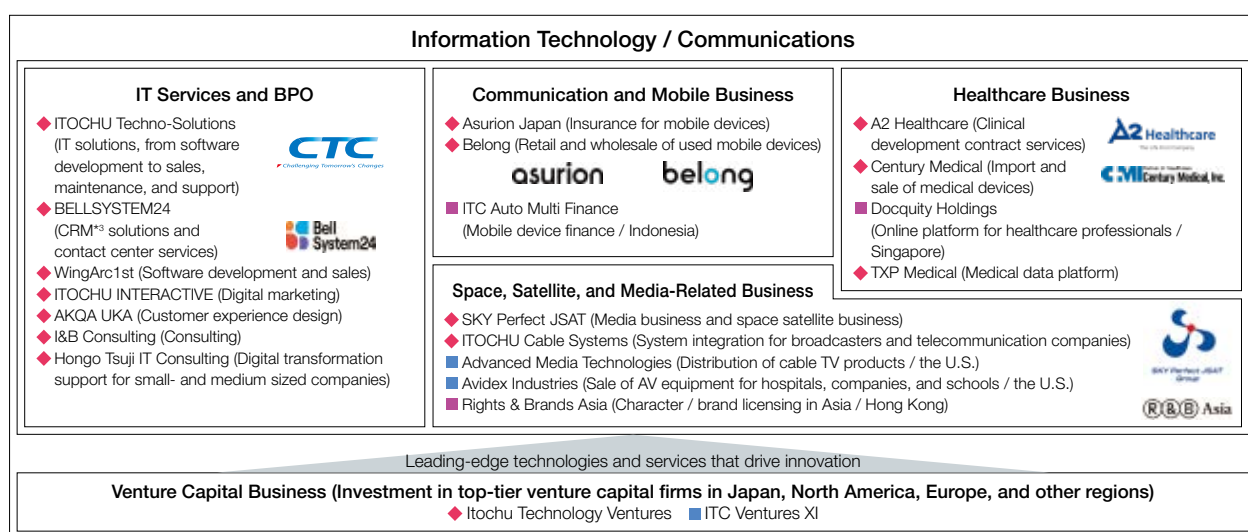 Information Technology / Communications
IT Services and BPO
◆ ITOCHU Techno-Solutions
(IT solutions, from software
development to sales,
maintenance, and support)
CTC
Challenging Tomorrow's Changes
◆ BELLSYSTEM24
(CRM*3 solutions and
contact center services)
Bell
System24
◆ WingArc1st (Software development and sales)
◆ ITOCHU INTERACTIVE (Digital marketing)
◆ AKQA UKA (Customer experience design)
◆ I&B Consulting (Consulting)
◆ Hongo Tsuji IT Consulting (Digital transformation
support for small- and medium sized companies)
Communication and Mobile Business
◆ Asurion Japan (Insurance for mobile devices)
◆ Belong (Retail and wholesale of used mobile devices)
asurion
belong
■ ITC Auto Multi Finance
(Mobile device finance / Indonesia)
Healthcare Business
◆ A2 Healthcare (Clinical
development contract services)
A2 Healthcare
◆ Century Medical (Import and
sale of medical devices)
CMI Century Medical, Inc.
■ Docquity Holdings
(Online platform for healthcare professionals /
Singapore)
◆ TXP Medical (Medical data platform)
Space, Satellite, and Media-Related Business
◆ SKY Perfect JSAT (Media business and space satellite business)
◆ ITOCHU Cable Systems (System integration for broadcasters and telecommunication companies)
■ Advanced Media Technologies (Distribution of cable TV products / the U.S.)
■ Avidex Industries (Sale of AV equipment for hospitals, companies, and schools / the U.S.)
■ Rights & Brands Asia (Character / brand licensing in Asia / Hong Kong)
SKY Perfect JSAT
Group
R&B Asia
Leading-edge technologies and services that drive innovation
Venture Capital Business (Investment in top-tier venture capital firms in Japan, North America, Europe, and other regions)
◆ Itochu Technology Ventures ■ ITC Ventures XI